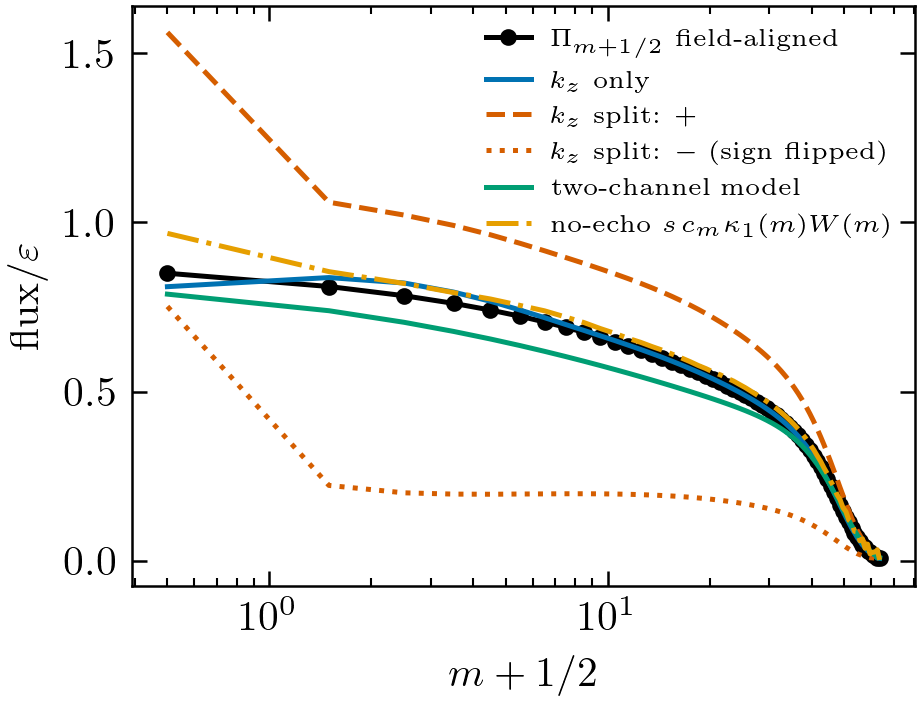 flux/ε
1.5
1.0
0.5
0.0
Π_{m+1/2} field-aligned
k_z only
k_z split: +
k_z split: − (sign flipped)
two-channel model
no-echo s c_m κ_1(m)W(m)
10^0 10^1
m + 1/2